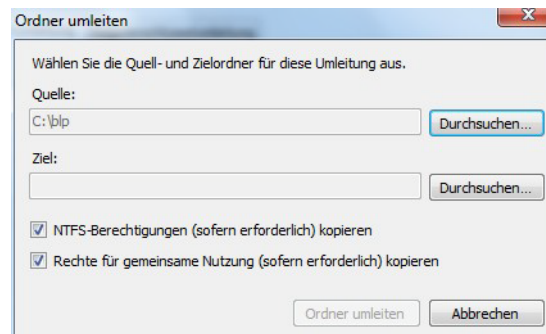 Ordner umleiten
Wählen Sie die Quell- und Zielordner für diese Umleitung aus.
Quelle:
C:\blp
Durchsuchen...
Ziel:
Durchsuchen...
NTFS-Berechtigungen (sofern erforderlich) kopieren
Rechte für gemeinsame Nutzung (sofern erforderlich) kopieren
Ordner umleiten
Abbrechen